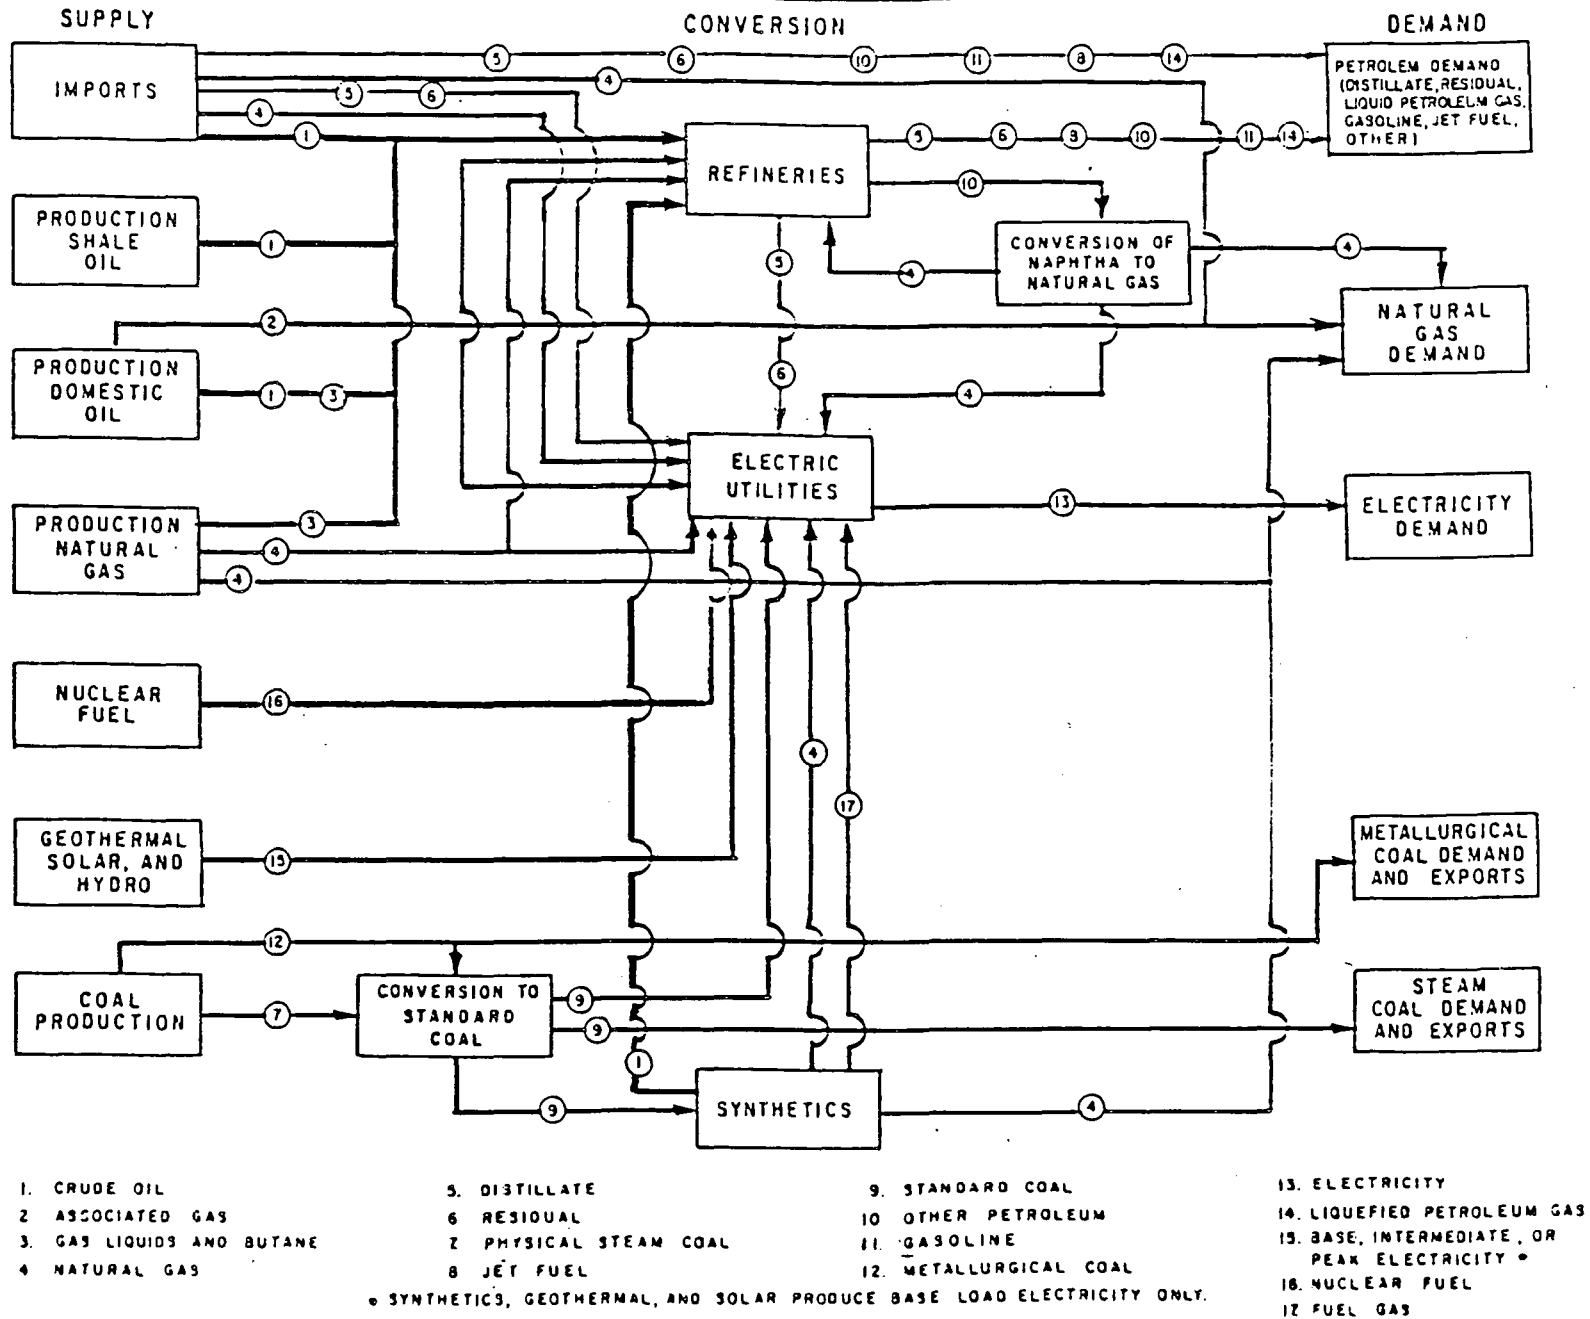 SUPPLY
CONVERSION
DEMAND
IMPORTS
5
6
10
11
8
14
4
5
6
4
1
PETROLEM DEMAND
(DISTILLATE, RESIDUAL,
LIQUID PETROLEUM GAS,
GASOLINE, JET FUEL,
OTHER)
REFINERIES
5
6
8
10
11
14
10
PRODUCTION
SHALE
OIL
1
5
4
CONVERSION OF
NAPHTHA TO
NATURAL GAS
4
NATURAL
GAS
DEMAND
2
PRODUCTION
DOMESTIC
OIL
1
3
6
4
ELECTRIC
UTILITIES
13
ELECTRICITY
DEMAND
PRODUCTION
NATURAL
GAS
3
4
4
NUCLEAR
FUEL
16
4
17
GEOTHERMAL
SOLAR, AND
HYDRO
15
METALLURGICAL
COAL DEMAND
AND EXPORTS
12
COAL
PRODUCTION
7
CONVERSION TO
STANDARD
COAL
9
9
STEAM
COAL DEMAND
AND EXPORTS
1
9
SYNTHETICS
4
1. CRUDE OIL
2 ASSOCIATED GAS
3. GAS LIQUIDS AND BUTANE
4 NATURAL GAS
5. DISTILLATE
6 RESIDUAL
7 PHYSICAL STEAM COAL
8 JET FUEL
9. STANDARD COAL
10 OTHER PETROLEUM
11. GASOLINE
12. METALLURGICAL COAL
13. ELECTRICITY
14. LIQUEFIED PETROLEUM GAS
15. BASE, INTERMEDIATE, OR
PEAK ELECTRICITY •
16. NUCLEAR FUEL
17 FUEL GAS
• SYNTHETICS, GEOTHERMAL, AND SOLAR PRODUCE BASE LOAD ELECTRICITY ONLY.